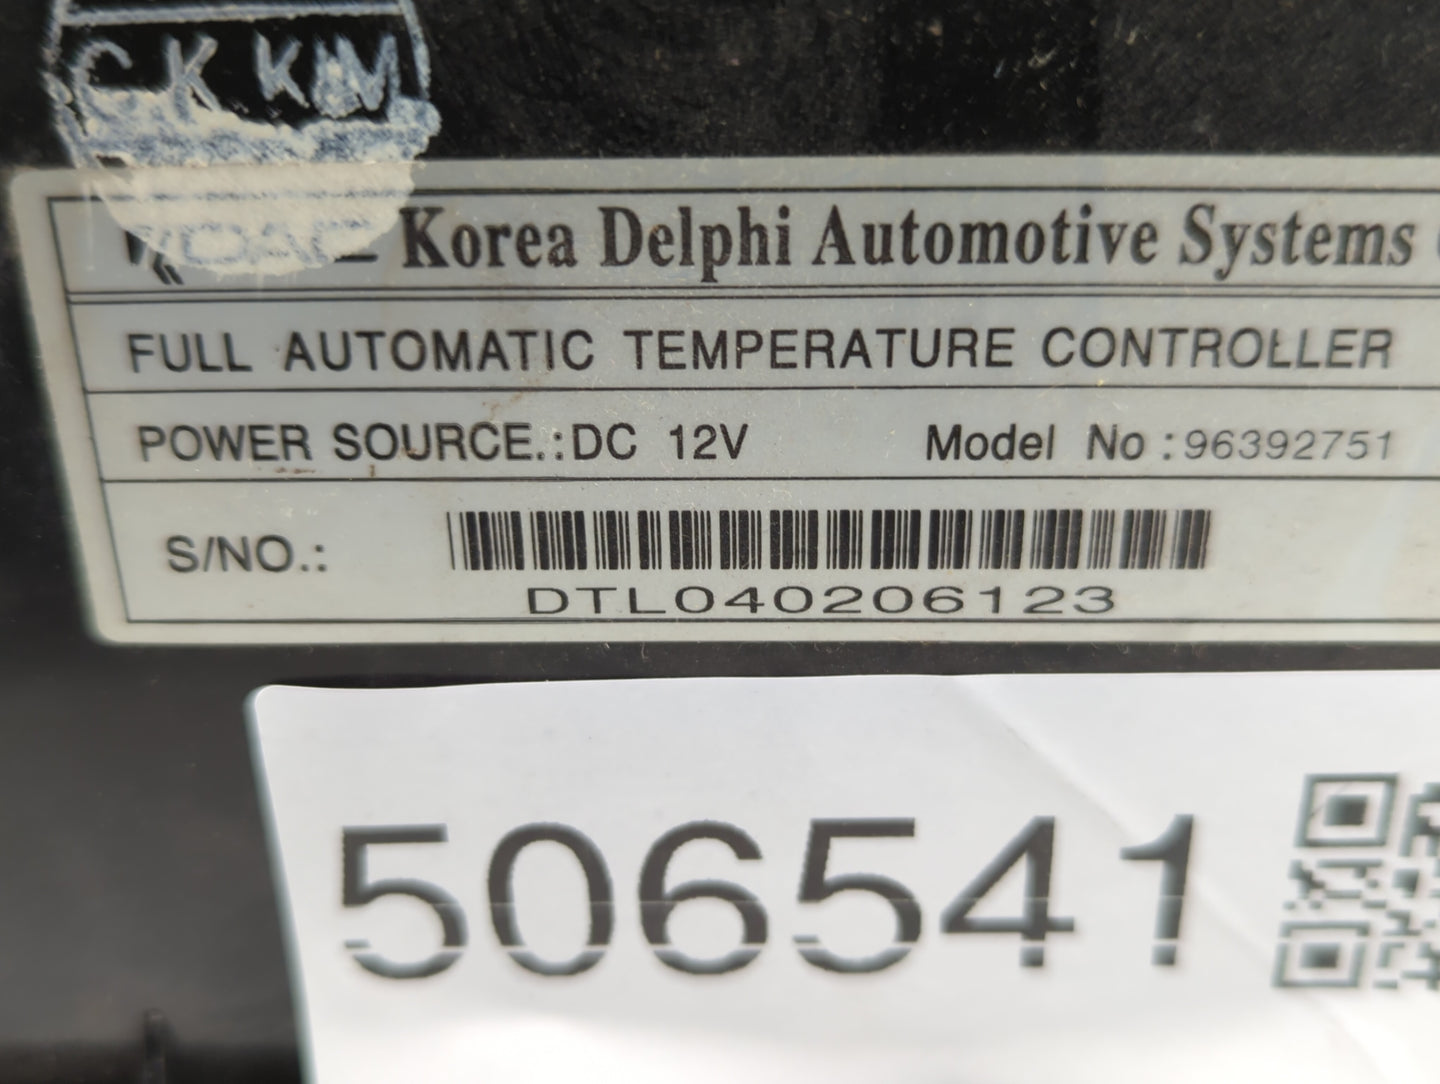 C K KIM
KDAC Korea Delphi Automotive Systems
FULL AUTOMATIC TEMPERATURE CONTROLLER
POWER SOURCE.:DC 12V Model No:96392751
S/NO.:
DTL040206123
506541